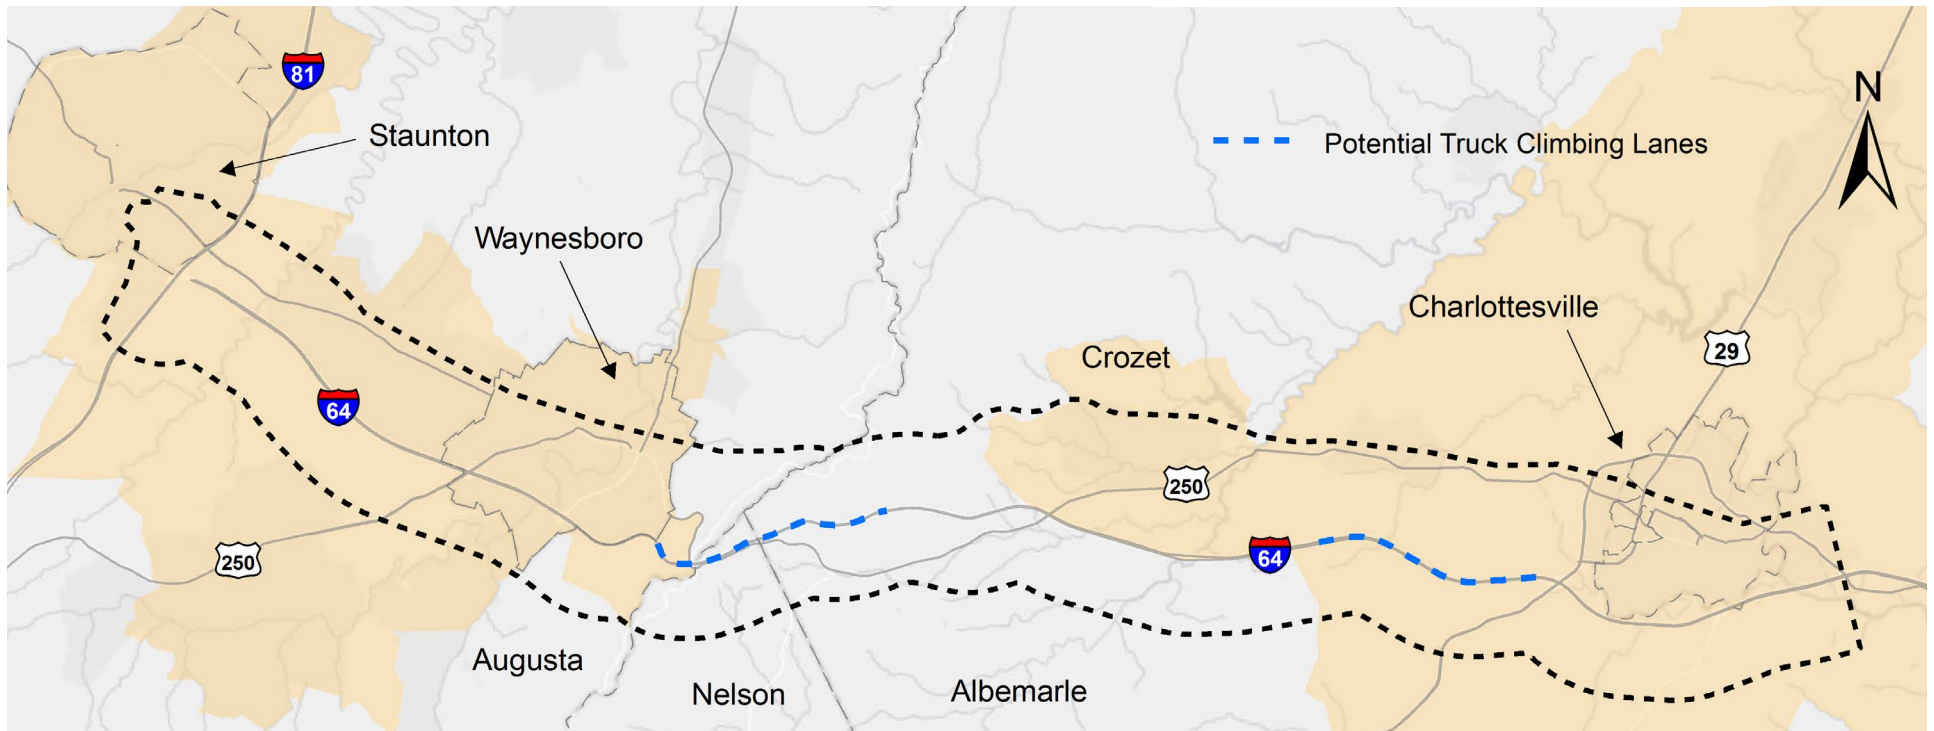 81
N
Staunton
Potential Truck Climbing Lanes
Waynesboro
Charlottesville
29
Crozet
64
250
64
250
Augusta
Nelson
Albemarle